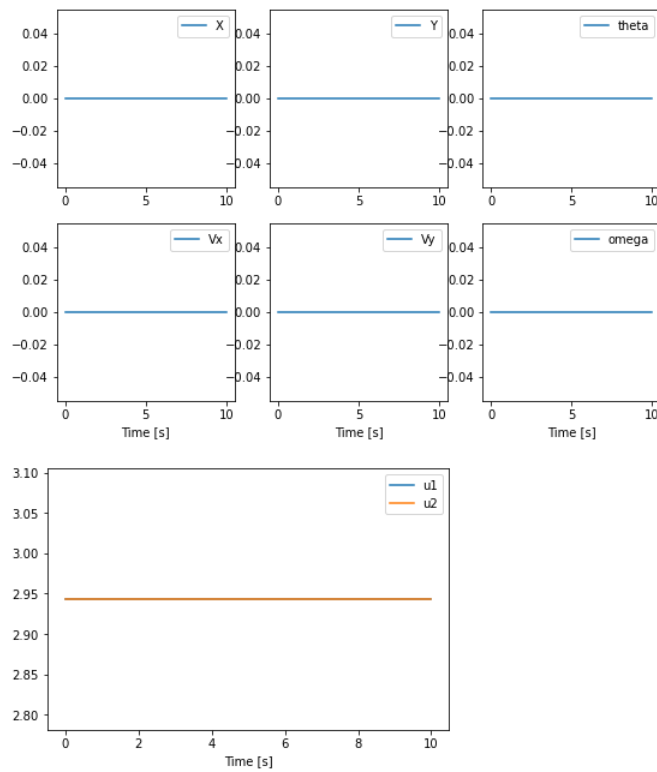 X
Y
theta
0.04 0.04 0.04
0.02 0.02 0.02
0.00 0.00 0.00
−0.02 −0.02 −0.02
−0.04 −0.04 −0.04
0 5 10 0 5 10 0 5 10
Vx
Vy
omega
0.04 0.04 0.04
0.02 0.02 0.02
0.00 0.00 0.00
−0.02 −0.02 −0.02
−0.04 −0.04 −0.04
0 5 10 0 5 10 0 5 10
Time [s] Time [s] Time [s]
3.10
u1
u2
3.05
3.00
2.95
2.90
2.85
2.80
0 2 4 6 8 10
Time [s]